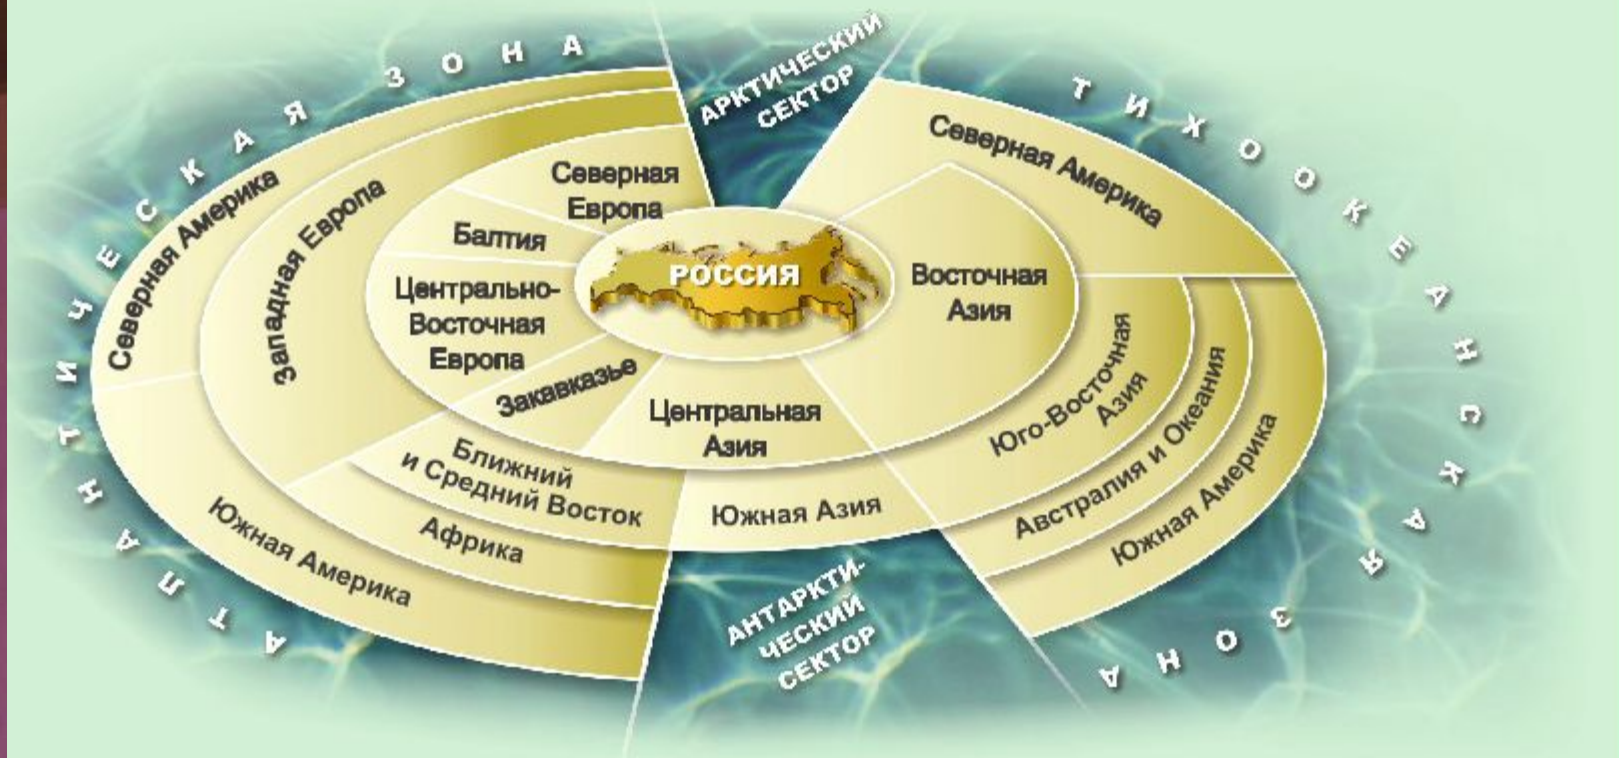 АТЛАНТИЧЕСКАЯ ЗОНА
АРКТИЧЕСКИЙ
СЕКТОР
ТИХООКЕАНСКАЯ ЗОНА
Северная Америка
Западная Европа
Северная
Европа
Балтия
Центрально-
Восточная
Европа
Закавказье
РОССИЯ
Центральная
Азия
Восточная
Азия
Северная Америка
Юго-Восточная
Азия
Австралия и Океания
Южная Америка
Ближний
и Средний Восток
Южная Азия
Африка
Южная Америка
АНТАРКТИ-
ЧЕСКИЙ
СЕКТОР